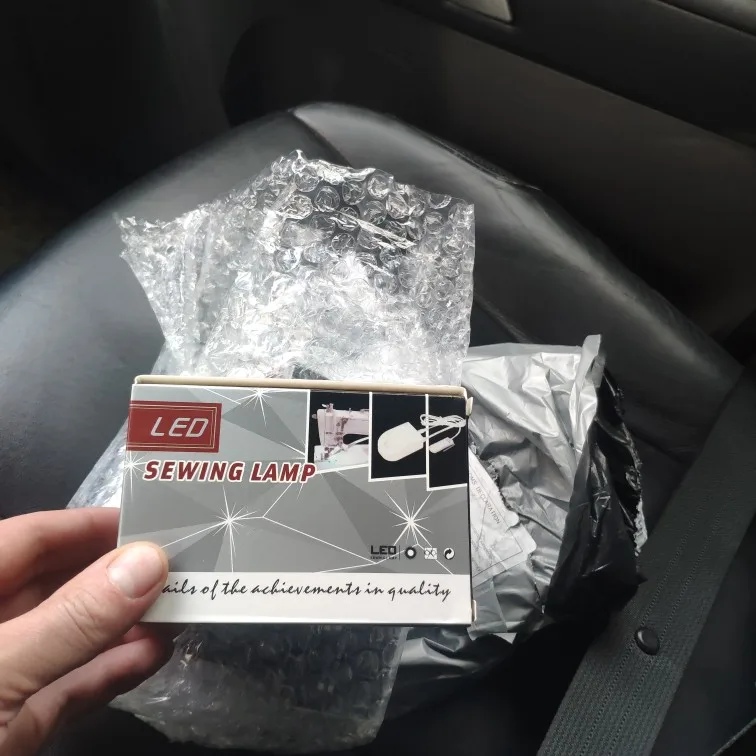 LED
SEWING LAMP
LED
ails of the achievements in quality